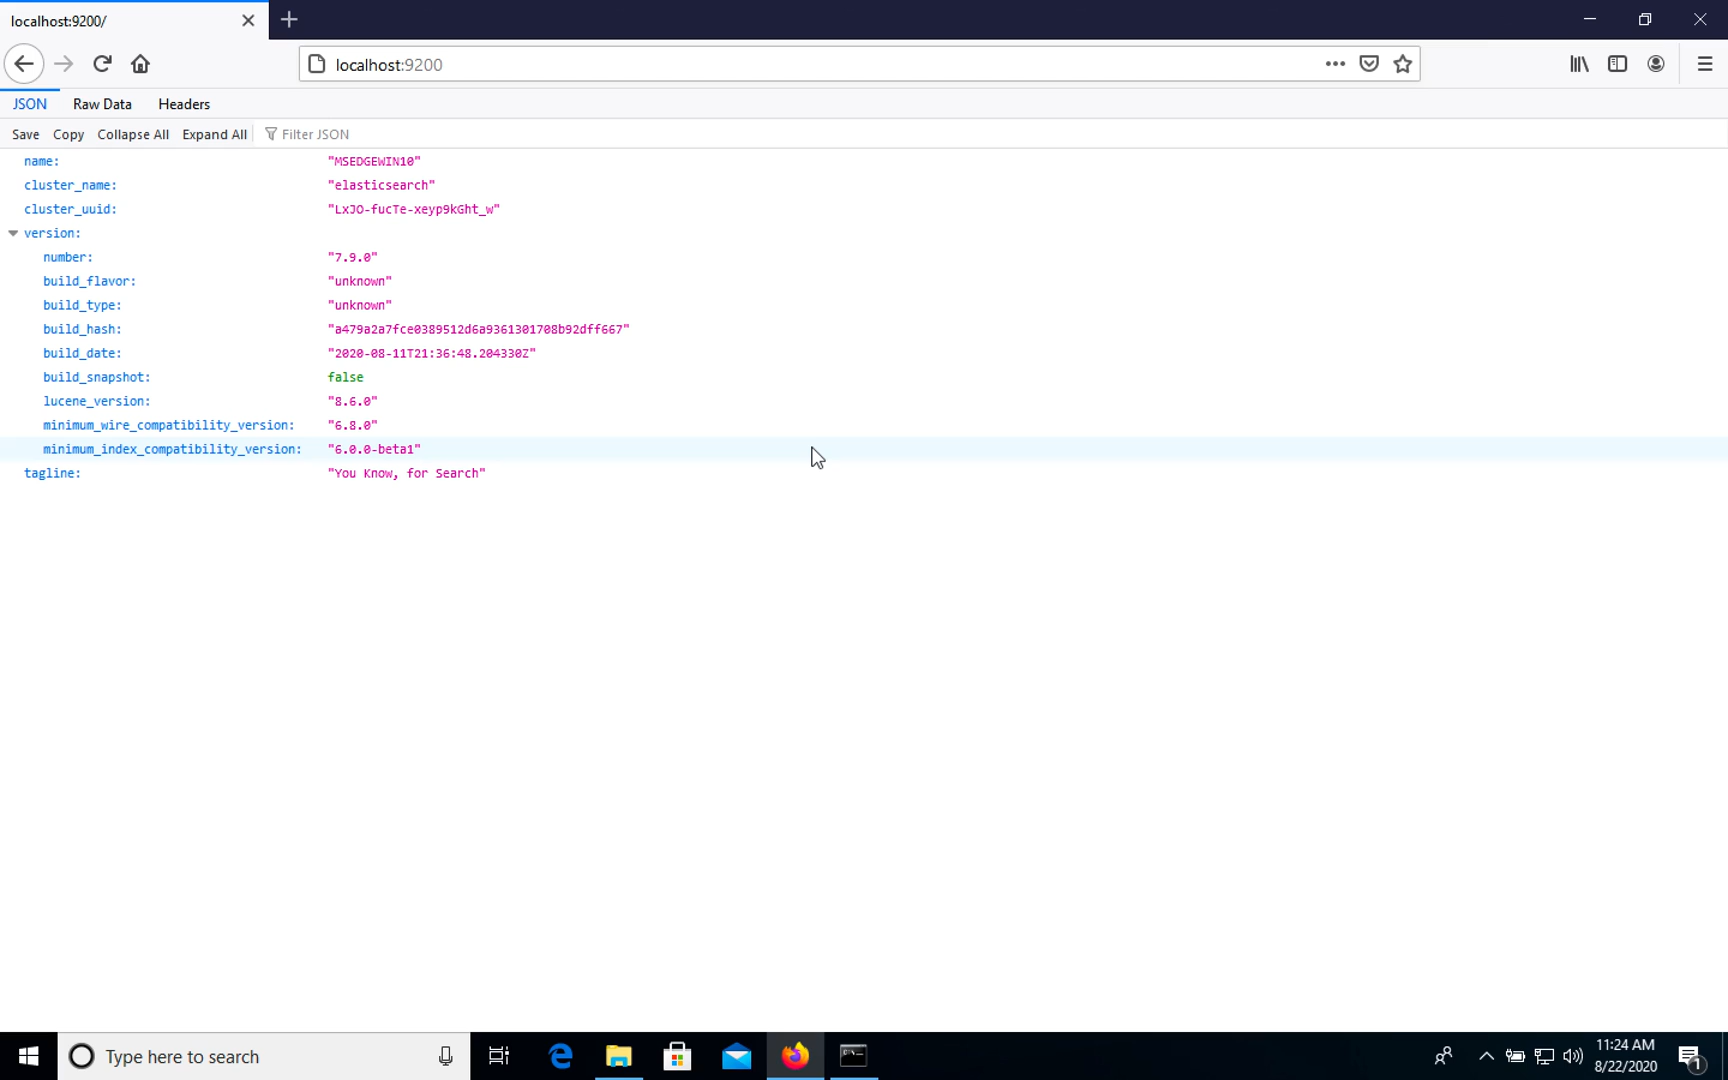 localhost:9200/
localhost:9200
JSON Raw Data Headers
Save Copy Collapse All Expand All Filter JSON
name: "MSEDGEWIN10"
cluster_name: "elasticsearch"
cluster_uuid: "LxJO-fucTe-xeyp9kGht_w"
version:
number: "7.9.0"
build_flavor: "unknown"
build_type: "unknown"
build_hash: "a479a2a7fce0389512d6a9361301708b92dff667"
build_date: "2020-08-11T21:36:48.204330Z"
build_snapshot: false
lucene_version: "8.6.0"
minimum_wire_compatibility_version: "6.8.0"
minimum_index_compatibility_version: "6.0.0-beta1"
tagline: "You Know, for Search"
Type here to search
11:24 AM
8/22/2020
1